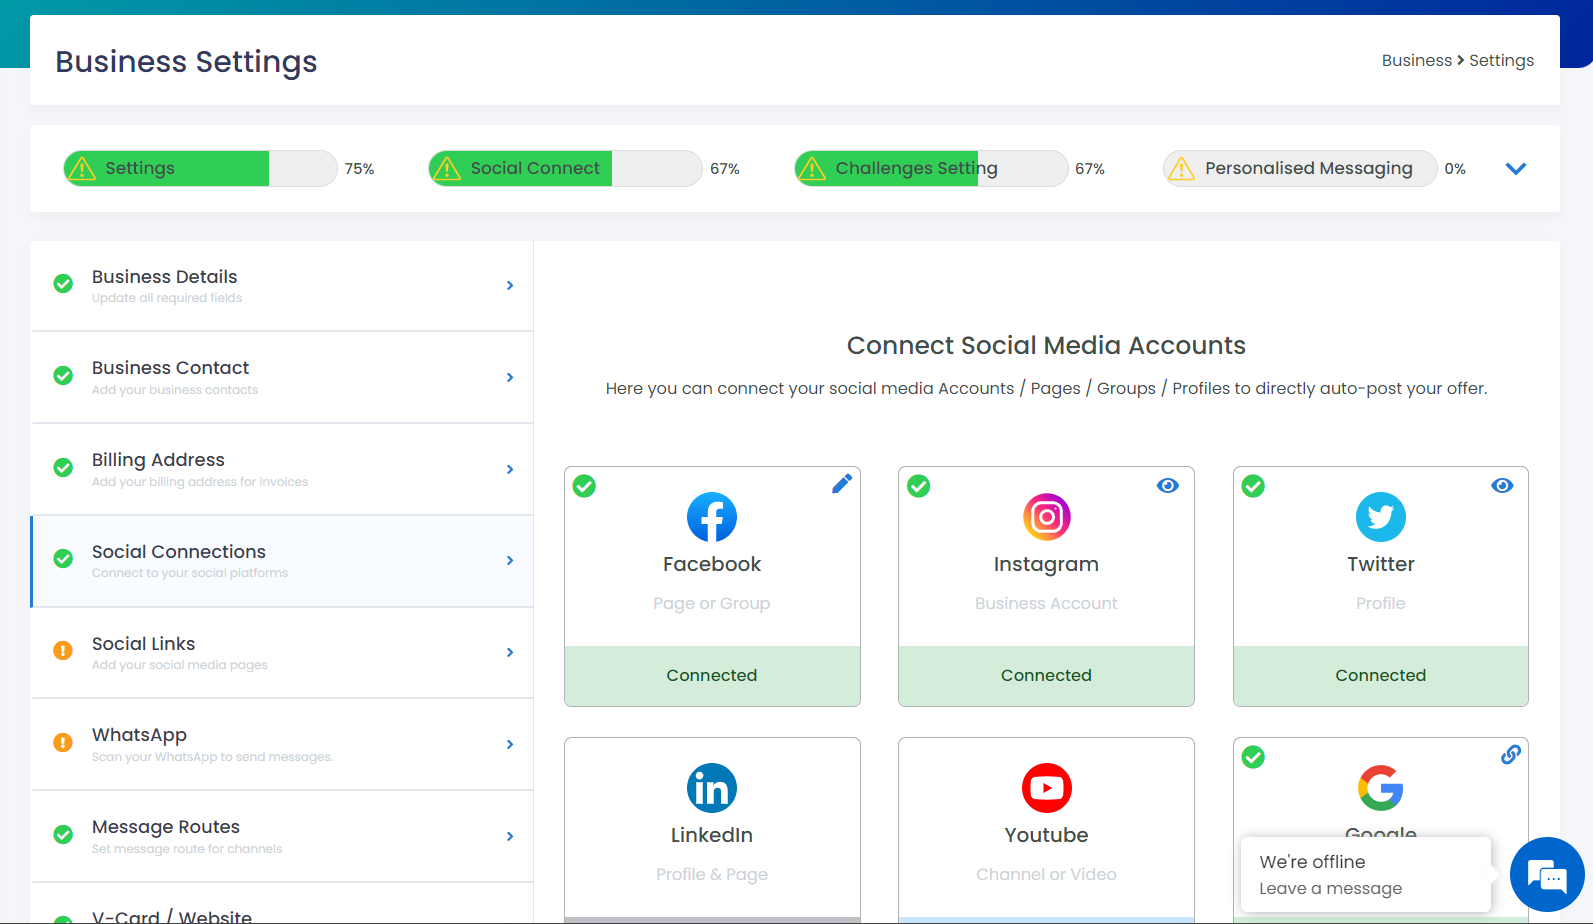 Business Settings
Business > Settings
Settings 75%
Social Connect 67%
Challenges Setting 67%
Personalised Messaging 0%
Business Details
Update all required fields
Business Contact
Add your business contacts
Billing Address
Add your billing address for invoices
Social Connections
Connect to your social platforms
Social Links
Add your social media pages
WhatsApp
Scan your WhatsApp to send messages.
Message Routes
Set message route for channels
V-Card / Website
Connect Social Media Accounts
Here you can connect your social media Accounts / Pages / Groups / Profiles to directly auto-post your offer.
Facebook
Page or Group
Connected
Instagram
Business Account
Connected
Twitter
Profile
Connected
LinkedIn
Profile & Page
Youtube
Channel or Video
Google
We're offline
Leave a message